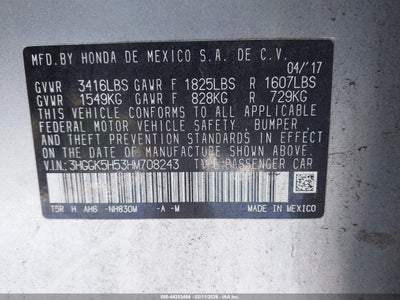 MFD.BY HONDA DE MEXICO S.A. DE C.V.
04/'17
GVWR 3416LBS GAWR F 1825LBS R 1607LBS
GVWR 1549KG GAWR F 828KG R 729KG
THIS VEHICLE CONFORMS TO ALL APPLICABLE
FEDERAL MOTOR VEHICLE SAFETY, BUMPER,
AND THEFT PREVENTION STANDARDS IN EFFECT
ON THE DATE OF MANUFACTURE SHOWN ABOVE.
V.I.N.: 3HGGK5H53HM708243 TYPE:PASSENGER CAR
T5R H AH6 -NH830M -A -M MADE IN MEXICO